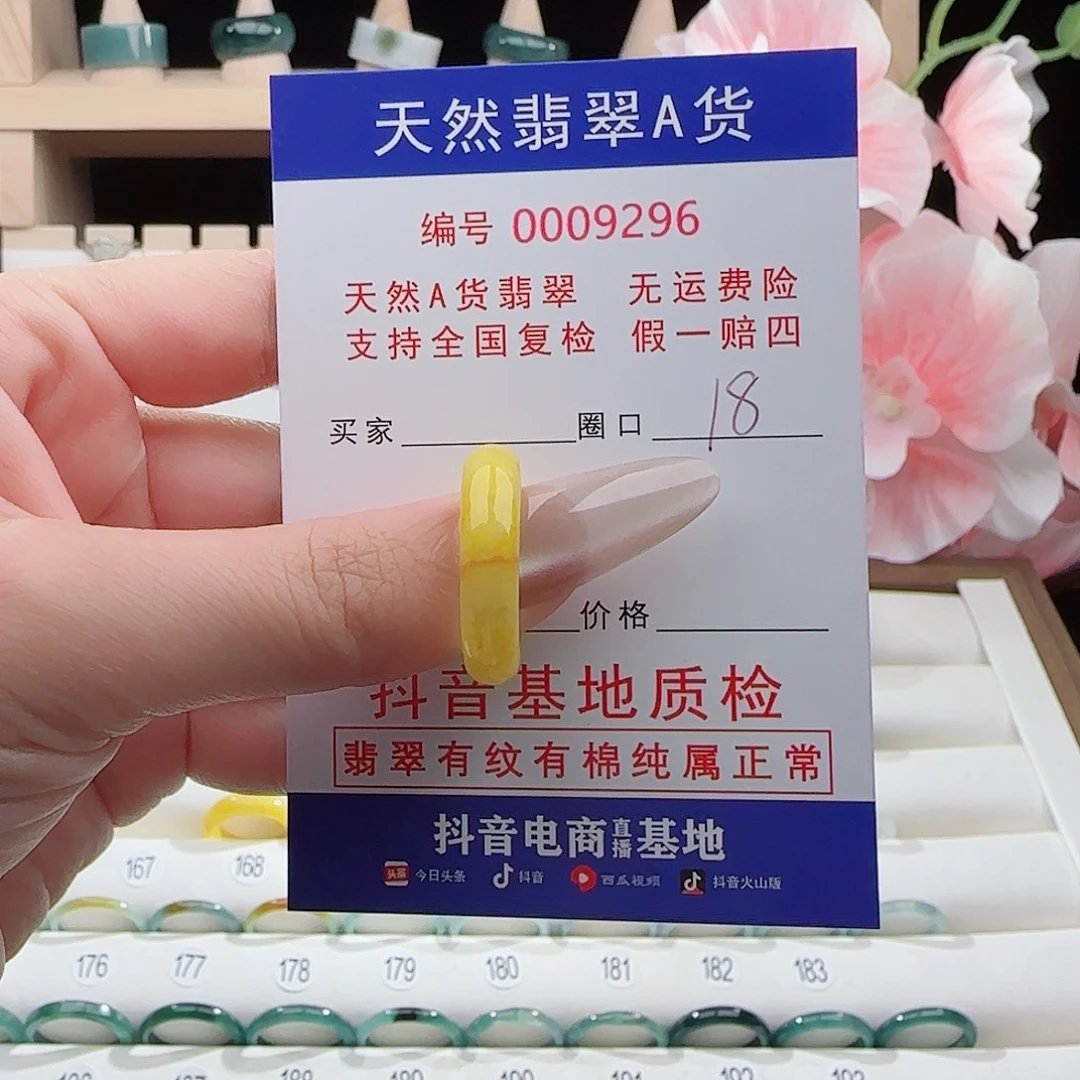 天然翡翠A货
编号 0009296
天然A货翡翠 无运费险
支持全国复检 假一赔四
买家 圈口 18
价格
抖音基地质检
翡翠有纹有棉纯属正常
抖音电商直播基地
头条 今日头条 抖音 西瓜视频 抖音火山版
167 168
176 177 178 179 180 181 182 183
188